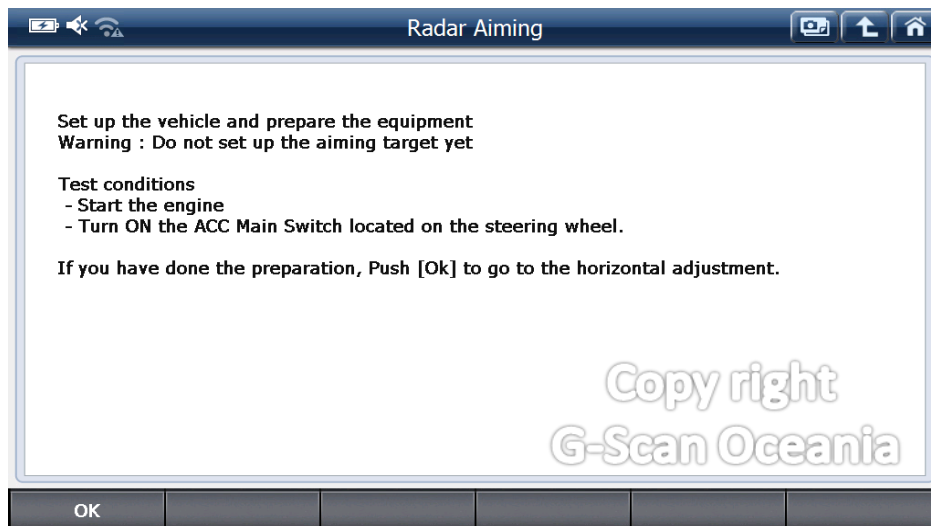 Radar Aiming
Set up the vehicle and prepare the equipment
Warning : Do not set up the aiming target yet
Test conditions
- Start the engine
- Turn ON the ACC Main Switch located on the steering wheel.
If you have done the preparation, Push [Ok] to go to the horizontal adjustment.
Copy right
G-Scan Oceania
OK